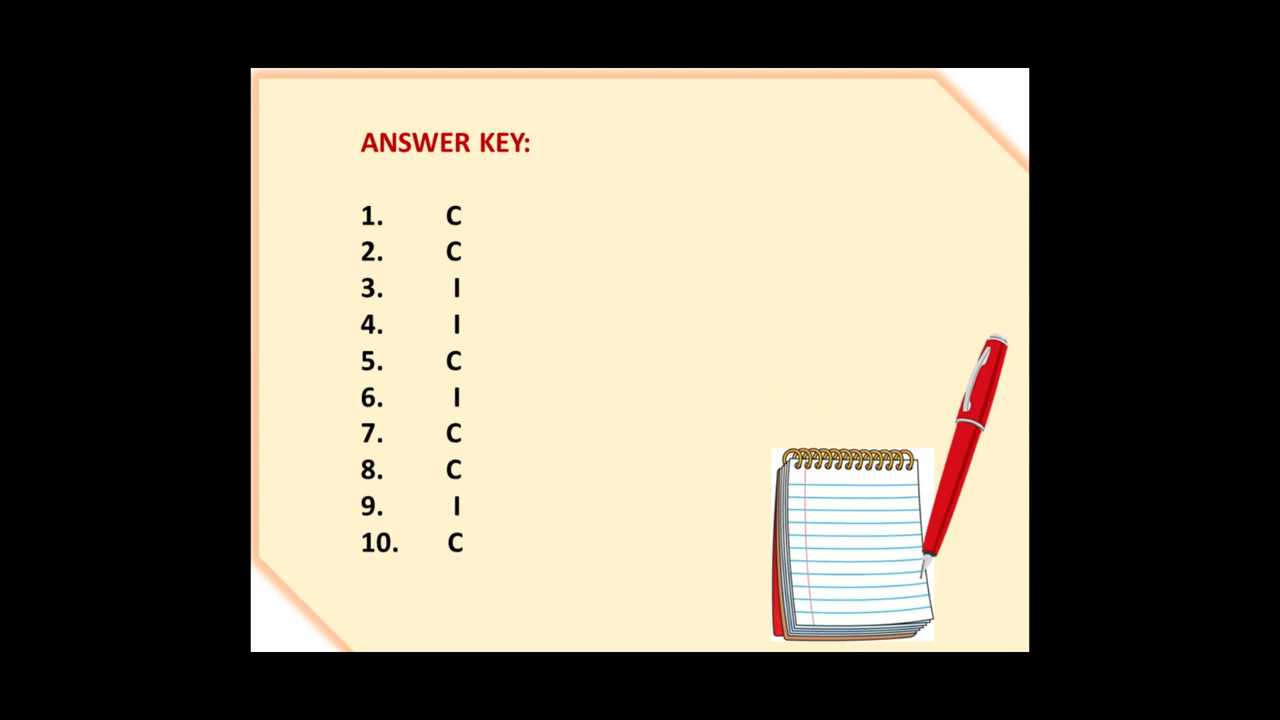 ANSWER KEY:
1. C
2. C
3. I
4. I
5. C
6. I
7. C
8. C
9. I
10. C